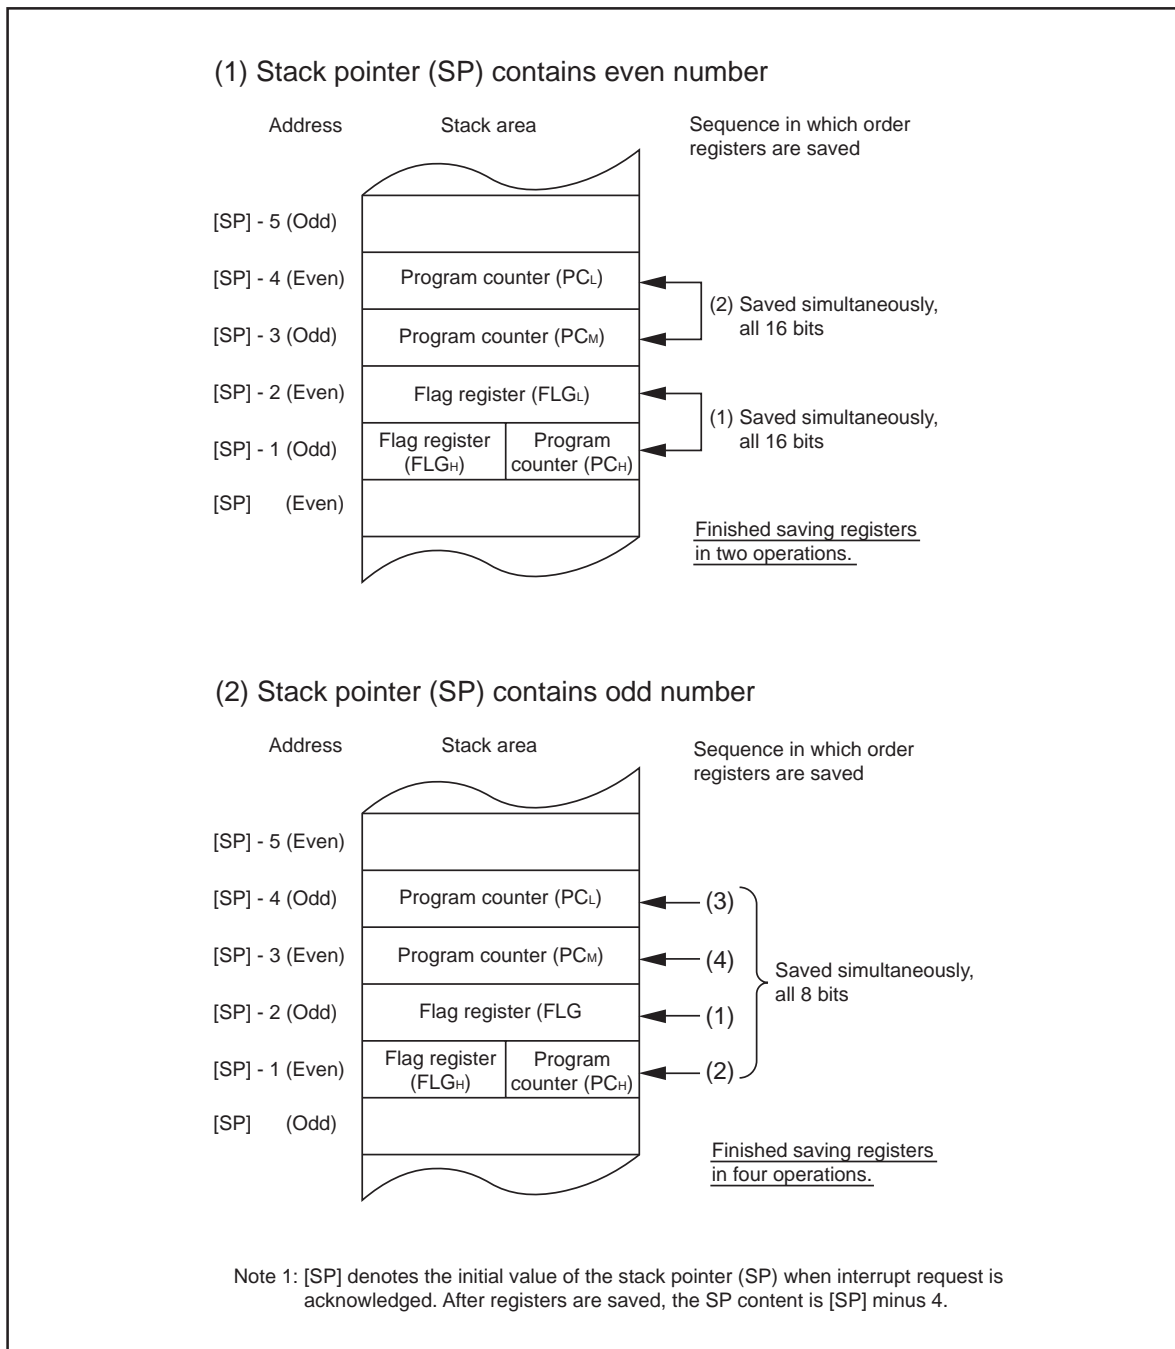 (1) Stack pointer (SP) contains even number
Address Stack area Sequence in which order
registers are saved
[SP] - 5 (Odd)
[SP] - 4 (Even) Program counter (PCL)
(2) Saved simultaneously,
all 16 bits
[SP] - 3 (Odd) Program counter (PCM)
[SP] - 2 (Even) Flag register (FLGL)
(1) Saved simultaneously,
all 16 bits
[SP] - 1 (Odd) Flag register Program
(FLGH) counter (PCH)
[SP] (Even)
Finished saving registers
in two operations.
(2) Stack pointer (SP) contains odd number
Address Stack area Sequence in which order
registers are saved
[SP] - 5 (Even)
[SP] - 4 (Odd) Program counter (PCL) (3)
[SP] - 3 (Even) Program counter (PCM) (4)
Saved simultaneously,
all 8 bits
[SP] - 2 (Odd) Flag register (FLG (1)
[SP] - 1 (Even) Flag register Program (2)
(FLGH) counter (PCH)
[SP] (Odd)
Finished saving registers
in four operations.
Note 1: [SP] denotes the initial value of the stack pointer (SP) when interrupt request is
acknowledged. After registers are saved, the SP content is [SP] minus 4.